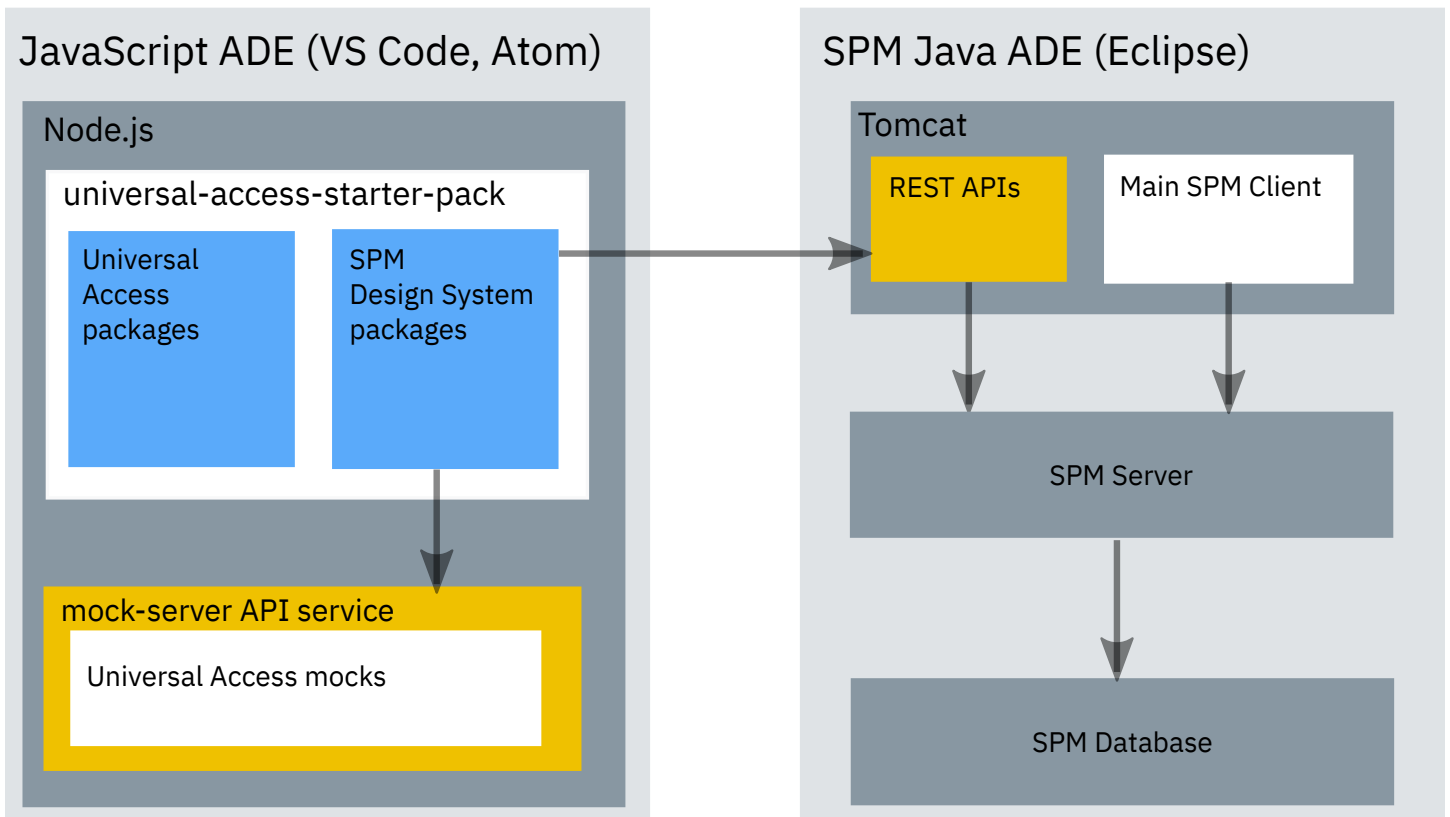 JavaScript ADE (VS Code, Atom)
Node.js
universal-access-starter-pack
Universal
Access
packages
SPM
Design System
packages
mock-server API service
Universal Access mocks
SPM Java ADE (Eclipse)
Tomcat
REST APIs
Main SPM Client
SPM Server
SPM Database